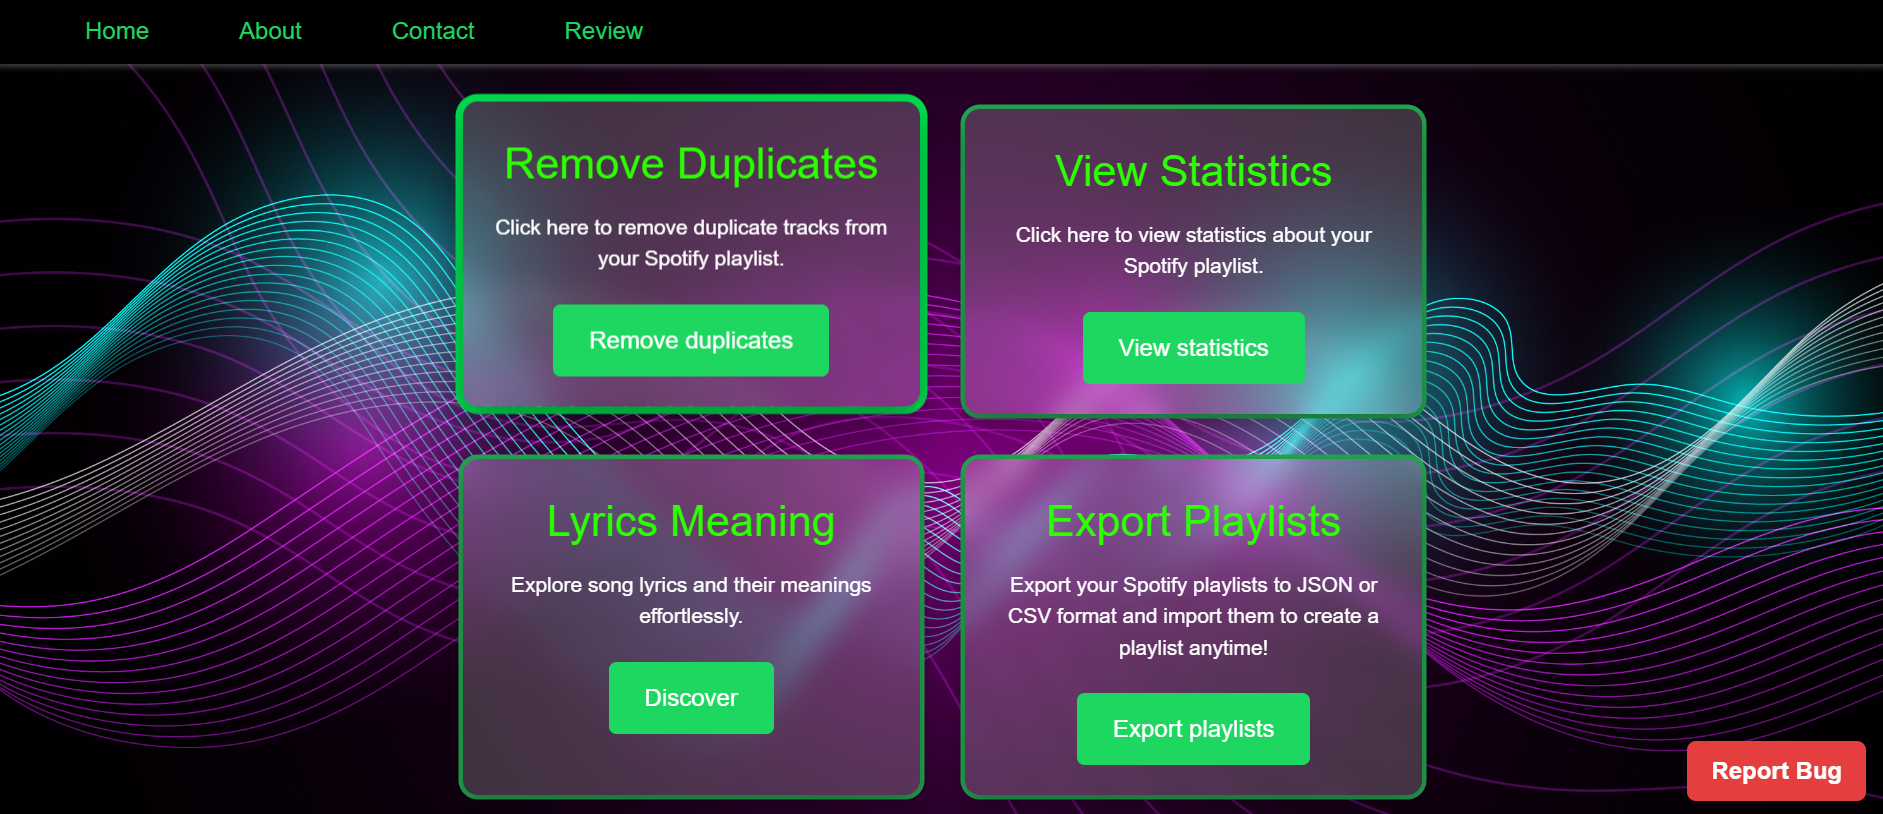 Home
About
Contact
Review
Remove Duplicates
Click here to remove duplicate tracks from
your Spotify playlist.
Remove duplicates
View Statistics
Click here to view statistics about your
Spotify playlist.
View statistics
Lyrics Meaning
Explore song lyrics and their meanings
effortlessly.
Discover
Export Playlists
Export your Spotify playlists to JSON or
CSV format and import them to create a
playlist anytime!
Export playlists
Report Bug